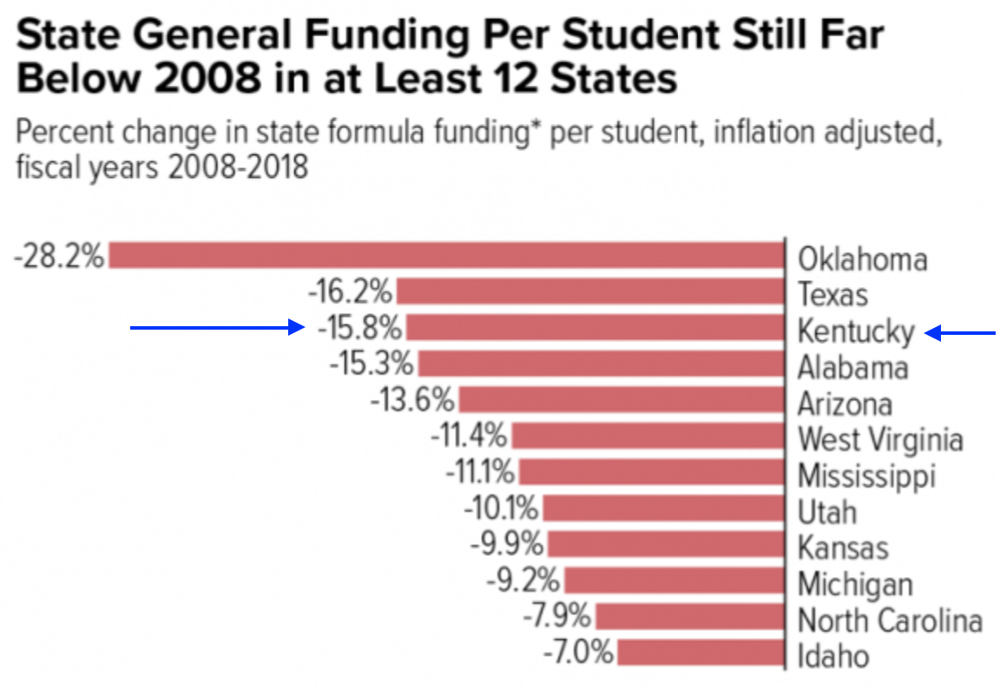 State General Funding Per Student Still Far
Below 2008 in at Least 12 States
Percent change in state formula funding* per student, inflation adjusted,
fiscal years 2008-2018
-28.2% Oklahoma
-16.2% Texas
-15.8% Kentucky
-15.3% Alabama
-13.6% Arizona
-11.4% West Virginia
-11.1% Mississippi
-10.1% Utah
-9.9% Kansas
-9.2% Michigan
-7.9% North Carolina
-7.0% Idaho